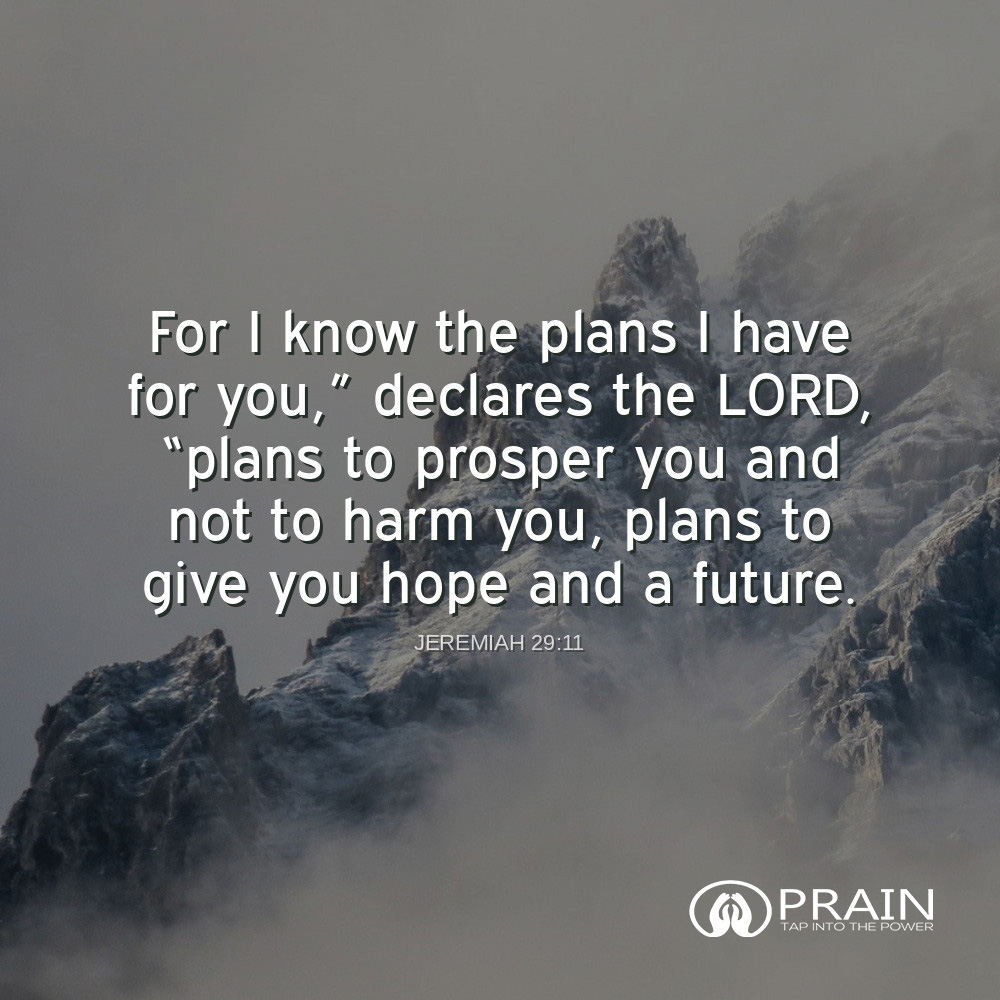 For I know the plans I have
for you,” declares the LORD,
“plans to prosper you and
not to harm you, plans to
give you hope and a future.
JEREMIAH 29:11
PRAIN
TAP INTO THE POWER